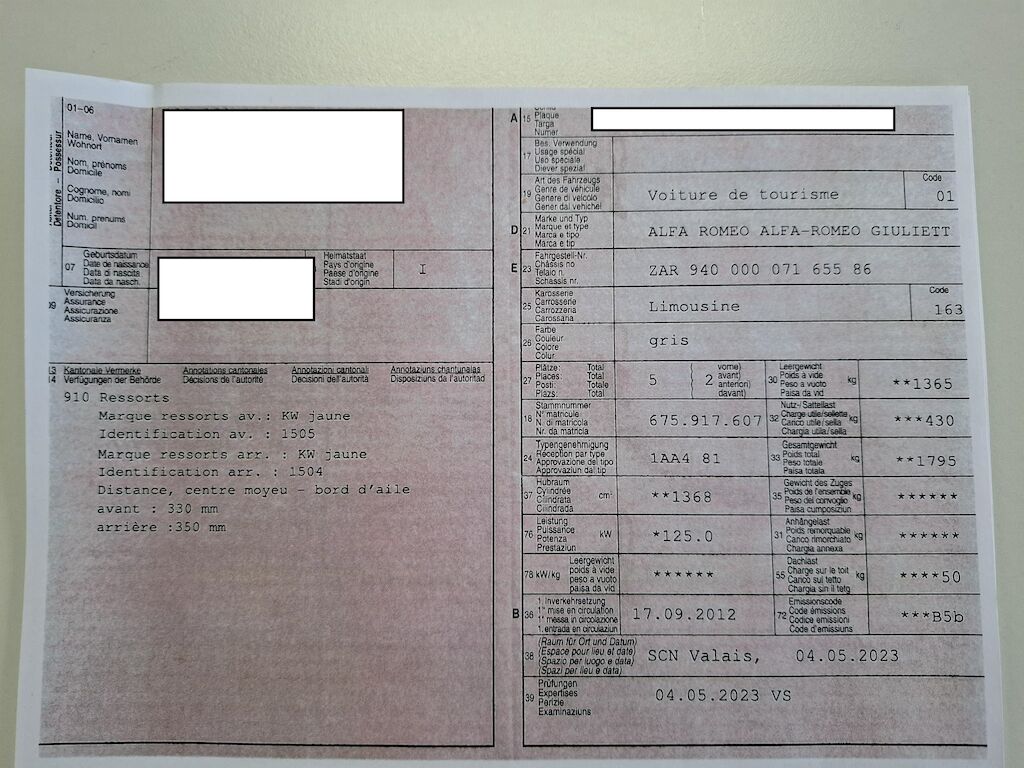 01-06
Name, Vornamen
Wohnort
Nom, prénoms
Domicile
Cognome, nomi
Domicilio
Num, prenums
Domicil
Détentore - Possessur
07
Geburtsdatum
Date de naissance
Data di nascita
Data da nasch.
Heimatstaat
Pays d'origine
Paese d'origine
Stadi d'origin
I
09
Versicherung
Assurance
Assicurazione
Assicuranza
13 Kantonale Vermerke Annotations cantonales Annotazioni cantonali Annotaziuns chantunalas
14 Verfügungen der Behörde Décisions de l'autorité Decisioni dell'autorità Disposiziuns da l'autoritad
910 Ressorts
Marque ressorts av.: KW jaune
Identification av. : 1505
Marque ressorts arr. : KW jaune
Identification arr. : 1504
Distance, centre moyeu - bord d'aile
avant : 330 mm
arrière :350 mm
A 15
Schild
Plaque
Targa
Numer
17
Bes. Verwendung
Usage spécial
Uso speciale
Diever spezial
19
Art des Fahrzeugs
Genre de véhicule
Genere di veicolo
Gener dal vehichel
Voiture de tourisme
Code
01
D 21
Marke und Typ
Marque et type
Marca e tipo
Marca e tip
ALFA ROMEO ALFA-ROMEO GIULIETT
E 23
Fahrgestell-Nr.
Châssis no
Telaio n.
Schassis nr.
ZAR 940 000 071 655 86
25
Karosserie
Carrosserie
Carrozzeria
Carossaria
Limousine
Code
163
26
Farbe
Couleur
Colore
Colur
gris
27
Plätze: Total
Places: Total
Posti: Totale
Plazs: Total
5
( 2
vorne)
avant)
anteriori)
davant)
30
Leergewicht
Poids à vide
Peso a vuoto
Paisa da vid
kg
**1365
18
Stammnummer
N° matricule
N. di matricola
Nr. da matricla
675.917.607
32
Nutz-/ Sattellast
Charge utile/sellette
Carico utile/sella
Chargia utila/sella
kg
***430
24
Typengenehmigung
Réception par type
Approvazione del tipo
Approvaziun dal tip
1AA4 81
33
Gesamtgewicht
Poids total
Peso totale
Paisa totala
kg
**1795
37
Hubraum
Cylindrée
Cilindrata
Cilindrada
cm³
**1368
35
Gewicht des Zuges
Poids de l'ensemble
Peso del convoglio
Paisa cumposiziun
kg
******
76
Leistung
Puissance
Potenza
Prestaziun
kW
*125.0
31
Anhängelast
Poids remorquable
Carico rimorchiato
Chargia annexa
kg
******
78 kW/kg
Leergewicht
poids à vide
peso a vuoto
paisa da vid
******
55
Dachlast
Charge sur le toit
Carico sul tetto
Chargia sin il tetg
kg
****50
B 36
1. Inverkehrsetzung
1re mise en circulation
1a messa in circolazione
1. entrada en circulaziun
17.09.2012
72
Emissionscode
Code émissions
Codice emissioni
Code d'emissiuns
***B5b
38
(Raum für Ort und Datum)
(Espace pour lieu et date)
(Spazio per luogo e data)
(Spazi per lieu e data)
SCN Valais, 04.05.2023
39
Prüfungen
Expertises
Perizie
Examinaziuns
04.05.2023 VS